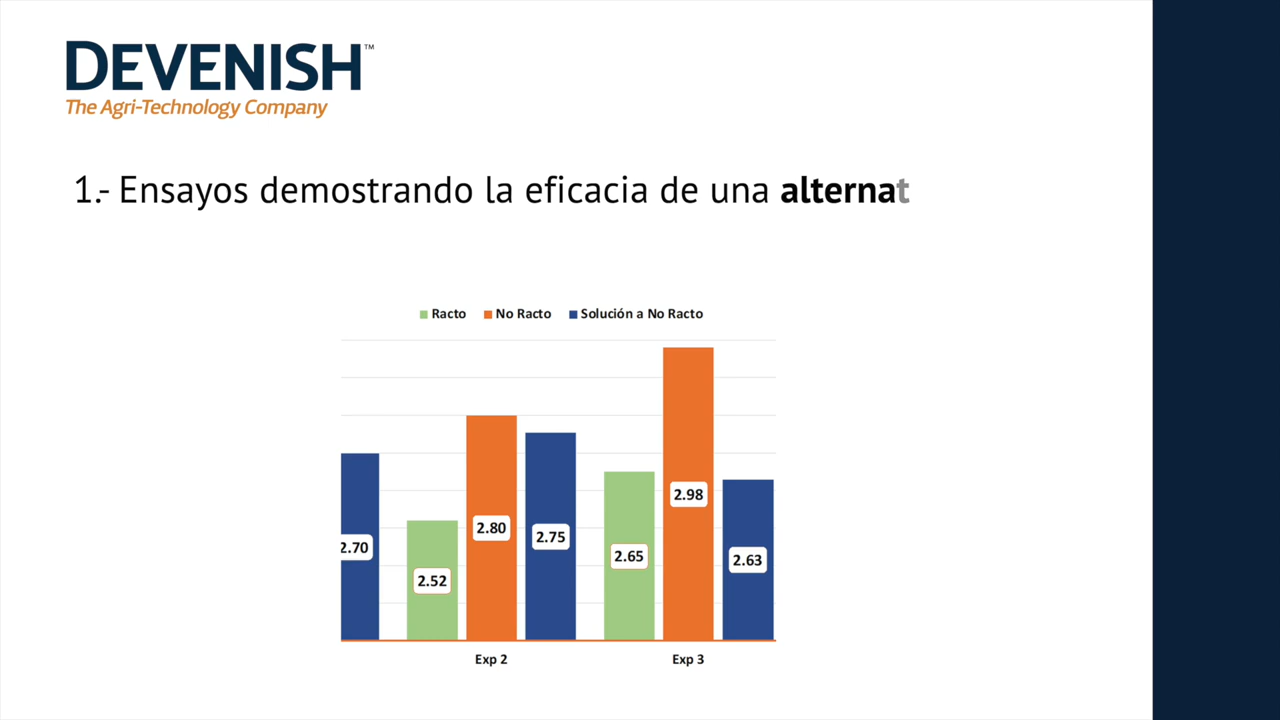 DEVENISH™
The Agri-Technology Company
1.- Ensayos demostrando la eficacia de una alternat
Racto No Racto Solución a No Racto
2.70 2.52 2.80 2.75 2.65 2.98 2.63
Exp 2 Exp 3